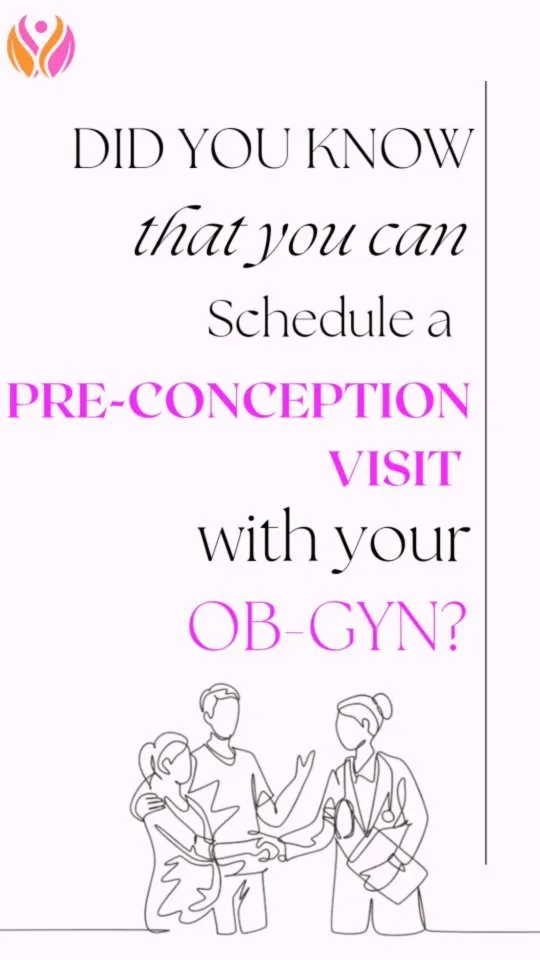 DID YOU KNOW
that you can
Schedule a
PRE-CONCEPTION
VISIT
with your
OB-GYN?